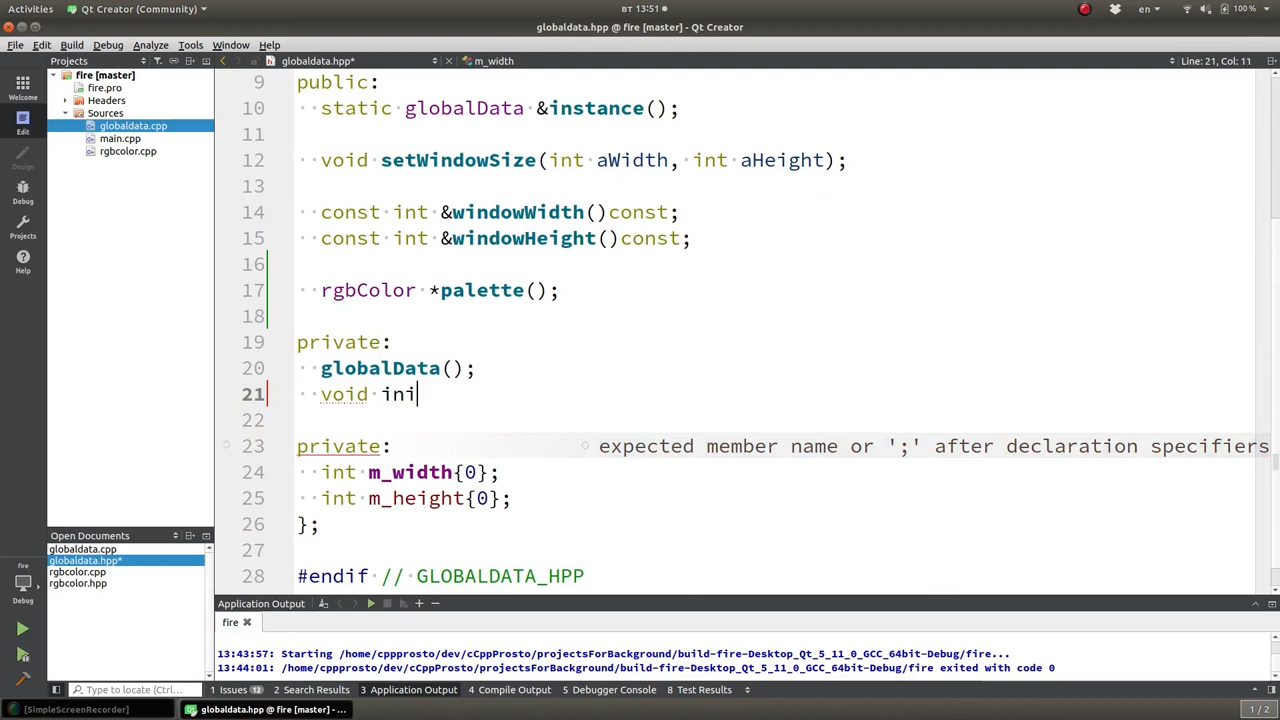 Activities
Qt Creator (Community)
вт 13:51
en
100 %
globaldata.hpp @ fire [master] - Qt Creator
File Edit Build Debug Analyze Tools Window Help
Projects
globaldata.hpp*
m_width
Line: 21, Col: 11
Welcome
Edit
Design
Debug
Projects
Help
fire
Debug
fire [master]
fire.pro
Headers
Sources
globaldata.cpp
main.cpp
rgbcolor.cpp
Open Documents
globaldata.cpp
globaldata.hpp*
rgbcolor.cpp
rgbcolor.hpp
9 public:
10 static globalData &instance();
11
12 void setWindowSize(int aWidth, int aHeight);
13
14 const int &windowWidth()const;
15 const int &windowHeight()const;
16
17 rgbColor *palette();
18
19 private:
20 globalData();
21 void ini
22
23 private: expected member name or ';' after declaration specifiers
24 int m_width{0};
25 int m_height{0};
26 };
27
28 #endif // GLOBALDATA_HPP
Application Output
fire
13:43:57: Starting /home/cppprosto/dev/cCppProsto/projectsForBackground/build-fire-Desktop_Qt_5_11_0_GCC_64bit-Debug/fire...
13:44:01: /home/cppprosto/dev/cCppProsto/projectsForBackground/build-fire-Desktop_Qt_5_11_0_GCC_64bit-Debug/fire exited with code 0
Type to locate (Ctrl...
1 Issues 12 2 Search Results 3 Application Output 4 Compile Output 5 Debugger Console 8 Test Results
[SimpleScreenRecorder]
globaldata.hpp @ fire [master] - ...
1 / 2